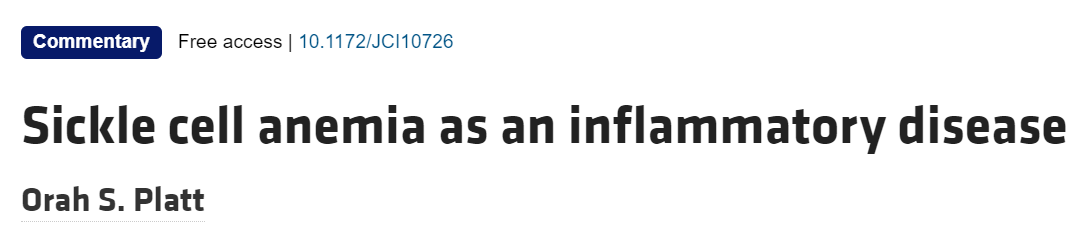 Commentary Free access | 10.1172/JCI10726
Sickle cell anemia as an inflammatory disease
Orah S. Platt